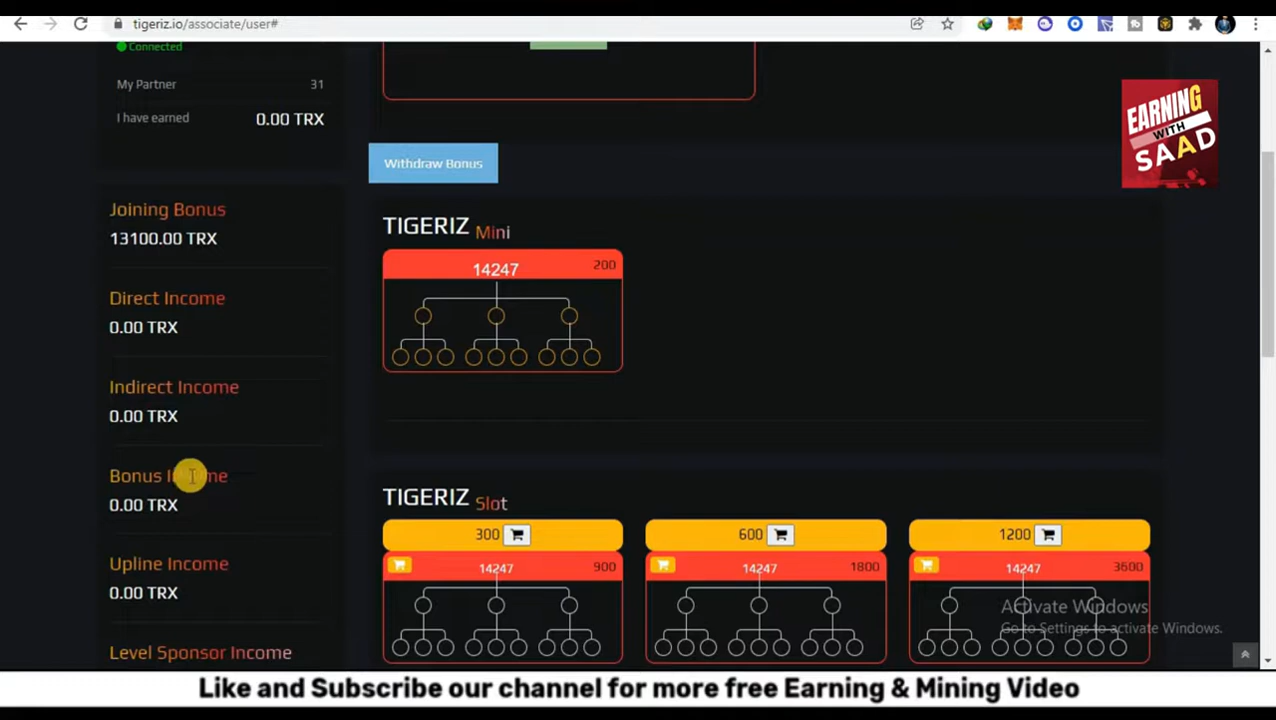 tigeriz.io/associate/user#
Connected
My Partner 31
I have earned 0.00 TRX
EARNING
WITH
SAAD
Withdraw Bonus
Joining Bonus
13100.00 TRX
Direct Income
0.00 TRX
Indirect Income
0.00 TRX
Bonus Income
0.00 TRX
Upline Income
0.00 TRX
Level Sponsor Income
TIGERIZ Mini
14247 200
TIGERIZ Slot
300 600 1200
14247 900 14247 1800 14247 3600
Activate Windows
Go to Settings to activate Windows.
Like and Subscribe our channel for more free Earning & Mining Video